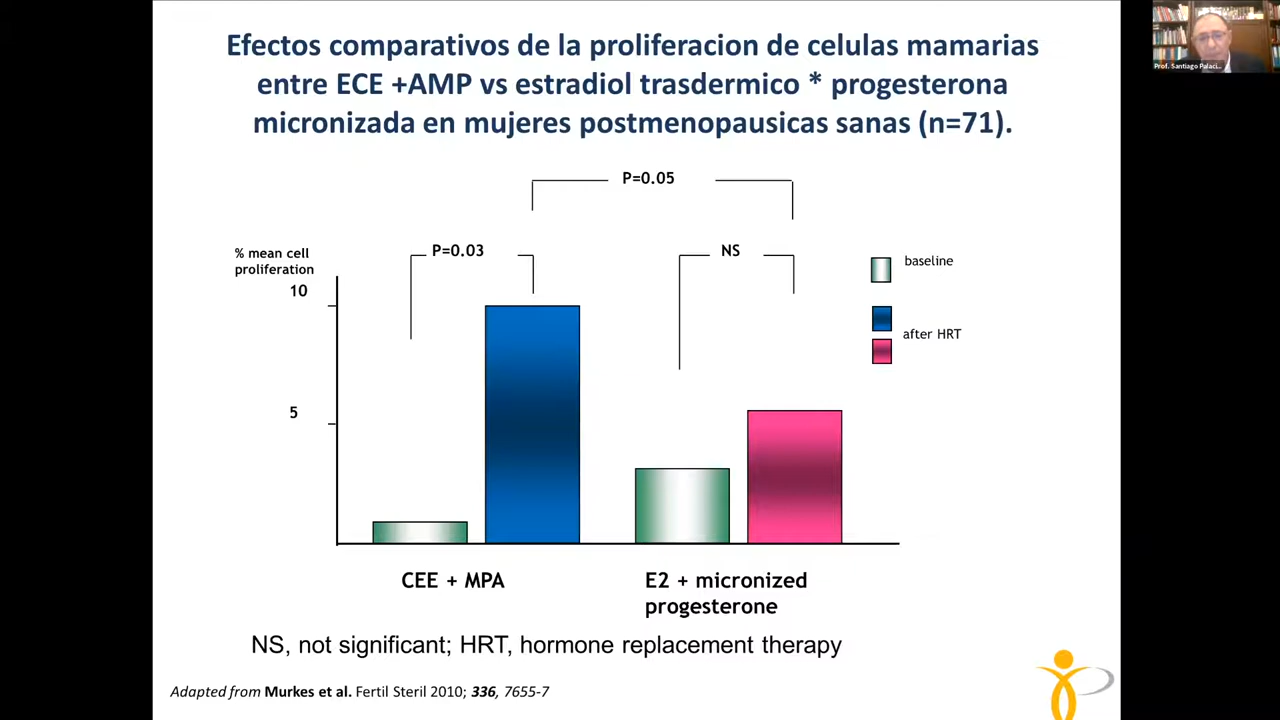 Efectos comparativos de la proliferacion de celulas mamarias
entre ECE +AMP vs estradiol trasdermico * progesterona
micronizada en mujeres postmenopausicas sanas (n=71).
Prof. Santiago Palaci...
P=0.05
P=0.03
NS
% mean cell
proliferation
10
5
baseline
after HRT
CEE + MPA
E2 + micronized
progesterone
NS, not significant; HRT, hormone replacement therapy
Adapted from Murkes et al. Fertil Steril 2010; 336, 7655-7